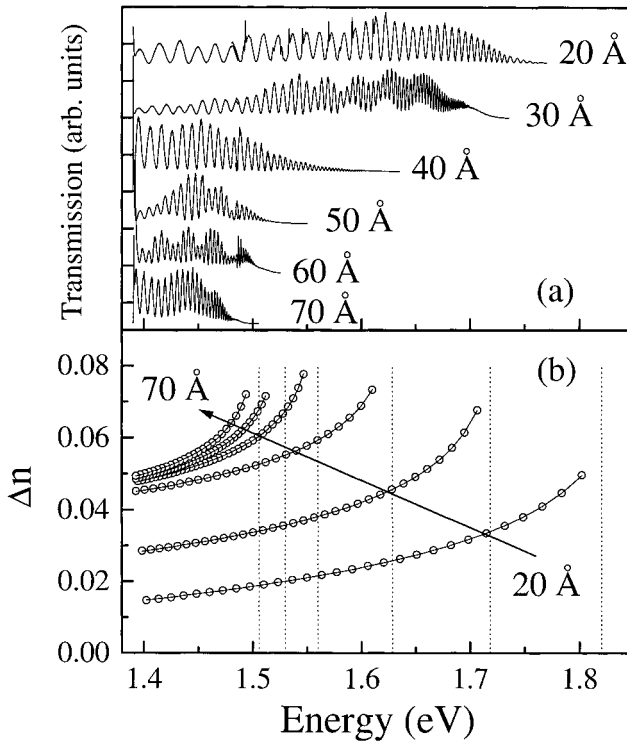 Transmission (arb. units)
20 Å
30 Å
40 Å
50 Å
60 Å
70 Å
(a)
(b)
0.08
0.06
0.04
0.02
0.00
Δn
70 Å
20 Å
1.4 1.5 1.6 1.7 1.8
Energy (eV)